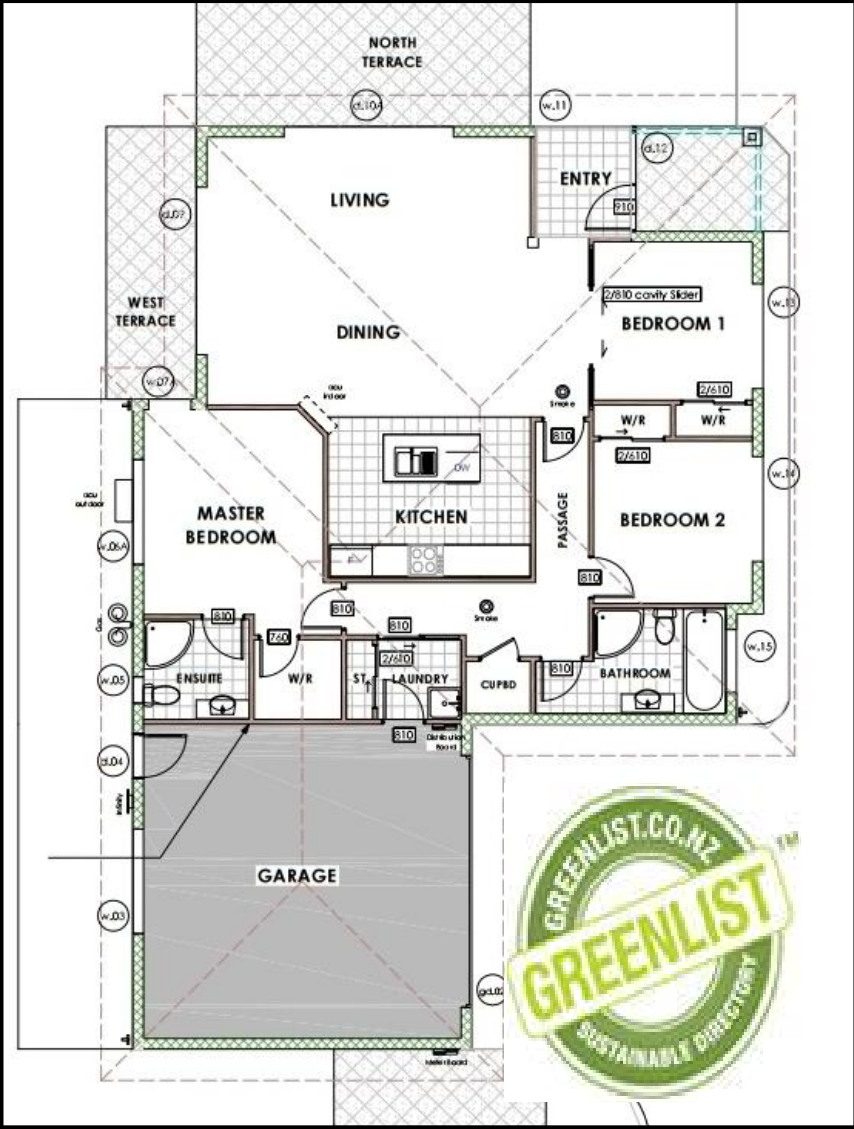 NORTH
TERRACE
d.10A
w.11
d.12
ENTRY
910
LIVING
d.09
WEST
TERRACE
2/810 cavity Slider
w.13
DINING
BEDROOM 1
w.07A
acu
indoor
Smoke
2/610
W/R
W/R
810
2/610
DW
w.14
acu
outdoor
MASTER
BEDROOM
KITCHEN
PASSAGE
BEDROOM 2
w.06A
F
810
810
Smoke
Gas
810
760
810
w.15
2/610
w.05
ENSUITE
W/R
ST
LAUNDRY
CUPBD
810
BATHROOM
810
Distribution
Board
d.04
Infinity
GARAGE
w.03
gd.02
Meter Board
GREENLIST.CO.NZ
TM
GREENLIST
SUSTAINABLE DIRECTORY